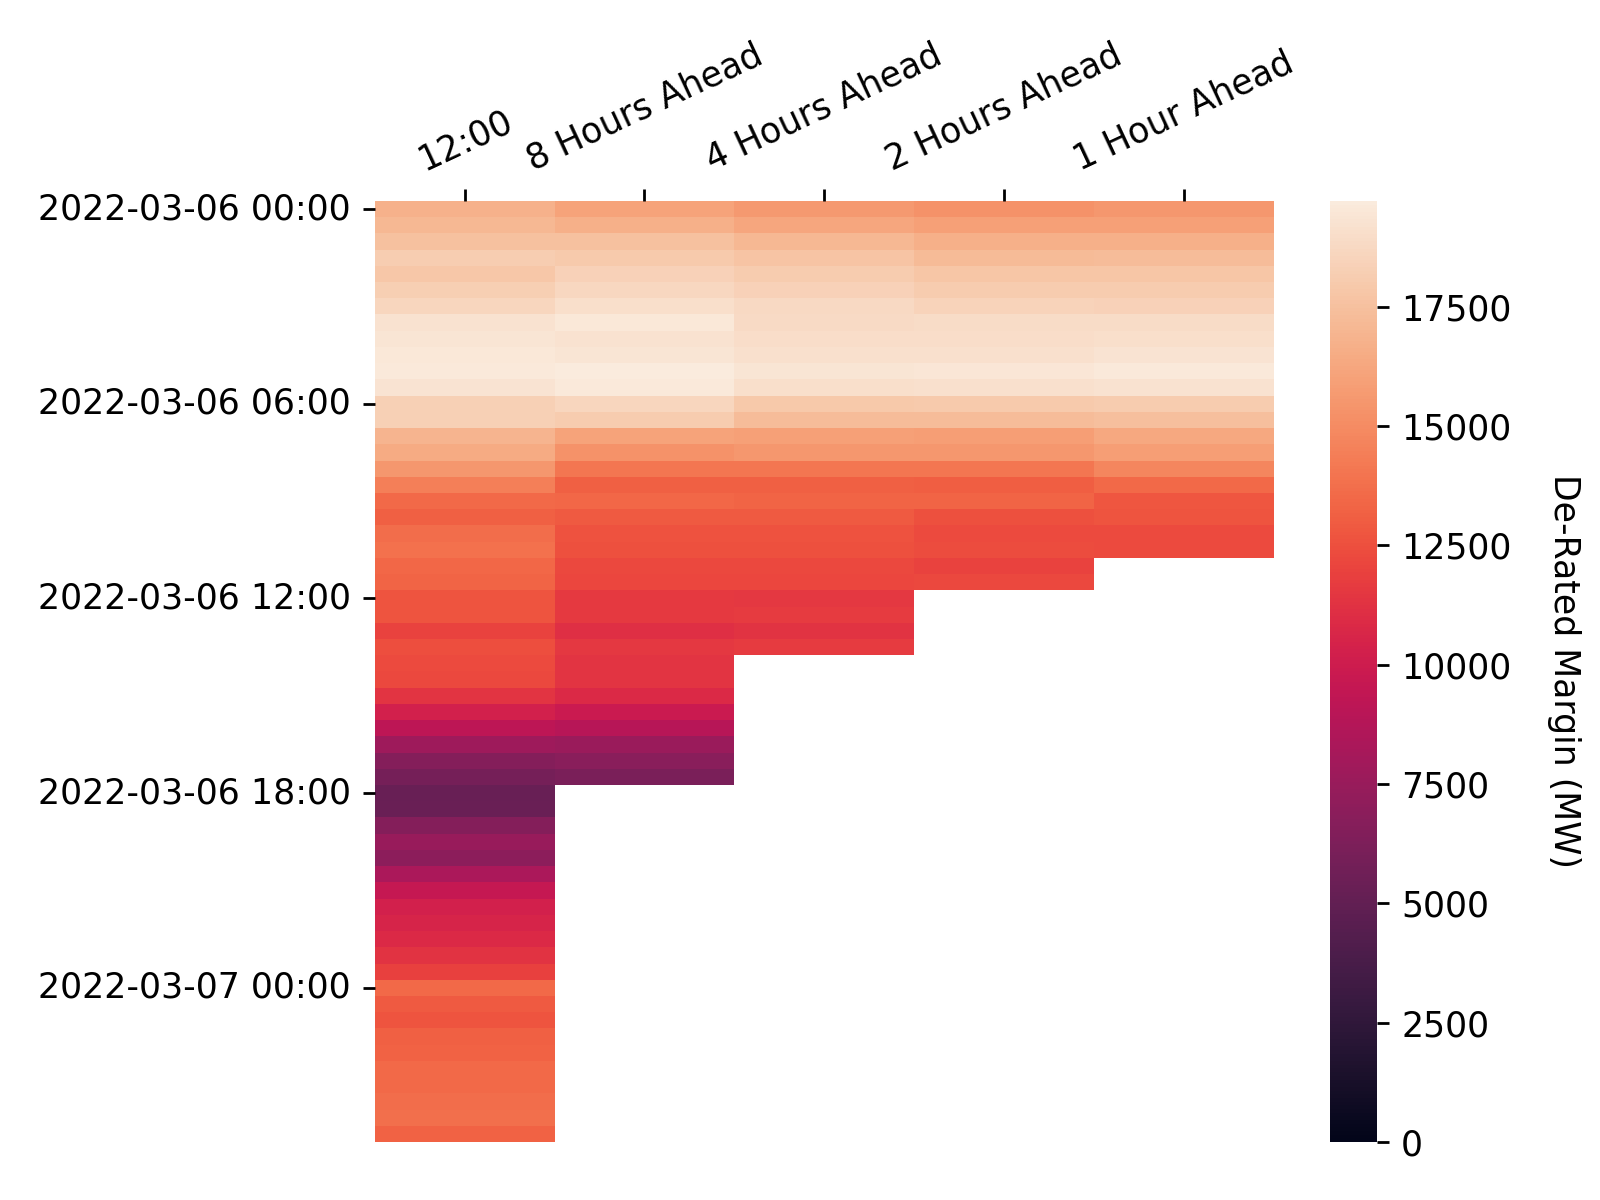 12:00
8 Hours Ahead
4 Hours Ahead
2 Hours Ahead
1 Hour Ahead
2022-03-06 00:00
2022-03-06 06:00
2022-03-06 12:00
2022-03-06 18:00
2022-03-07 00:00
17500
15000
12500
10000
7500
5000
2500
0
De-Rated Margin (MW)